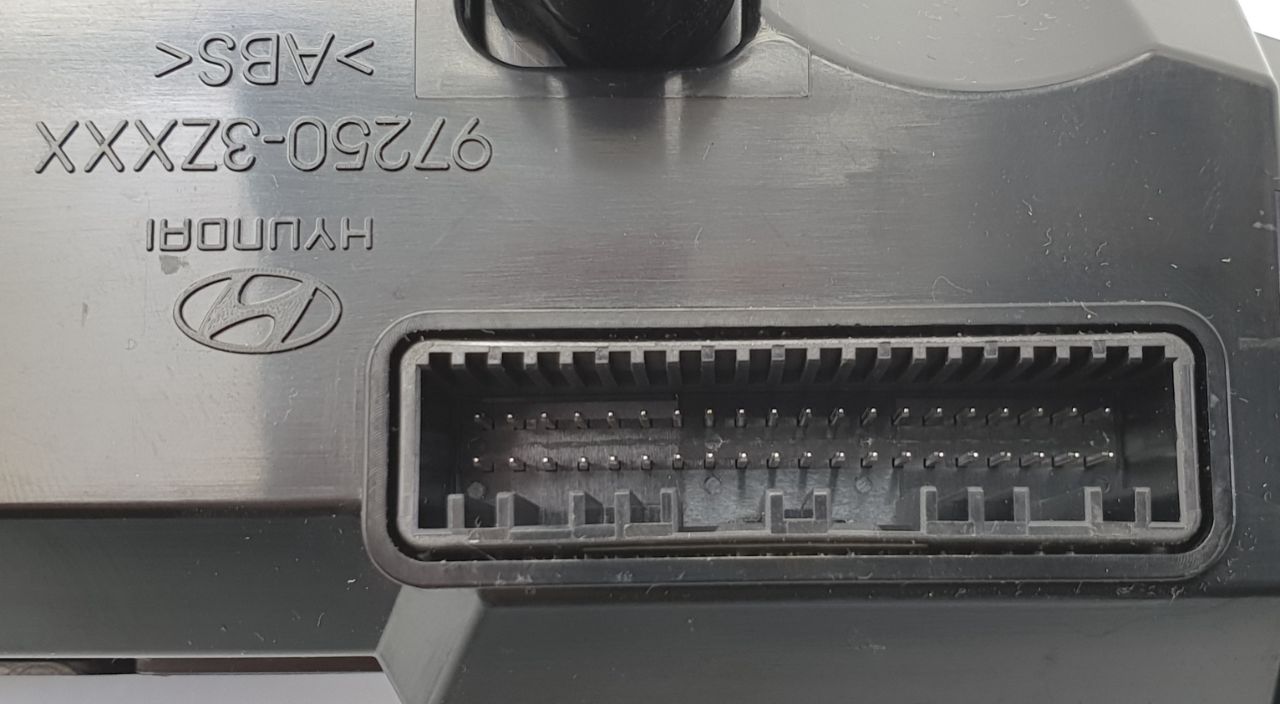 HYUNDAI
97250-3ZXXX
>ABS<